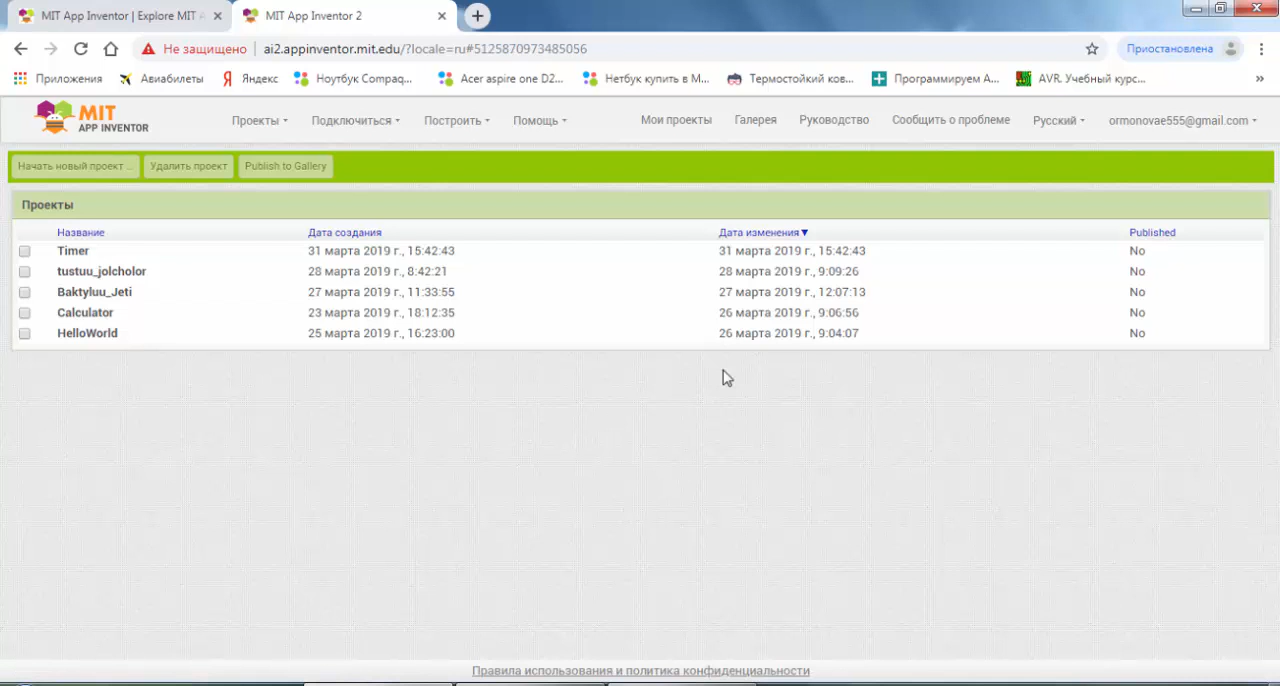 MIT App Inventor | Explore MIT A
MIT App Inventor 2
Не защищено
ai2.appinventor.mit.edu/?locale=ru#5125870973485056
Приостановлена
Приложения
Авиабилеты
Яндекс
Ноутбук Compaq...
Acer aspire one D2...
Нетбук купить в М...
Термостойкий ков...
Программируем А...
AVR. Учебный курс...
»
MIT
APP INVENTOR
Проекты
Подключиться
Построить
Помощь
Мои проекты
Галерея
Руководство
Сообщить о проблеме
Русский
ormonovae555@gmail.com
Начать новый проект ...
Удалить проект
Publish to Gallery
Проекты
Название Дата создания Дата изменения▼ Published
Timer 31 марта 2019 г., 15:42:43 31 марта 2019 г., 15:42:43 No
tustuu_jolcholor 28 марта 2019 г., 8:42:21 28 марта 2019 г., 9:09:26 No
Baktyluu_Jeti 27 марта 2019 г., 11:33:55 27 марта 2019 г., 12:07:13 No
Calculator 23 марта 2019 г., 18:12:35 26 марта 2019 г., 9:06:56 No
HelloWorld 25 марта 2019 г., 16:23:00 26 марта 2019 г., 9:04:07 No
Правила использования и политика конфиденциальности